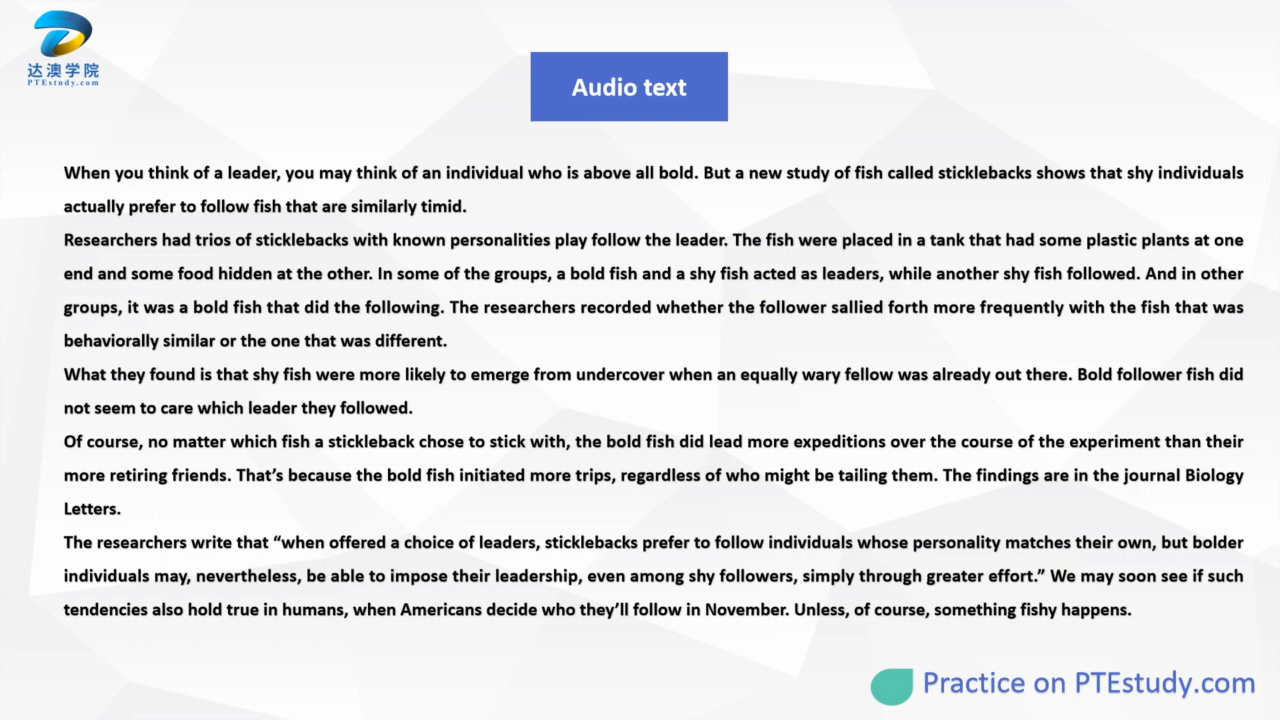 达澳学院
PTEstudy.com
Audio text
When you think of a leader, you may think of an individual who is above all bold. But a new study of fish called sticklebacks shows that shy individuals
actually prefer to follow fish that are similarly timid.
Researchers had trios of sticklebacks with known personalities play follow the leader. The fish were placed in a tank that had some plastic plants at one
end and some food hidden at the other. In some of the groups, a bold fish and a shy fish acted as leaders, while another shy fish followed. And in other
groups, it was a bold fish that did the following. The researchers recorded whether the follower sallied forth more frequently with the fish that was
behaviorally similar or the one that was different.
What they found is that shy fish were more likely to emerge from undercover when an equally wary fellow was already out there. Bold follower fish did
not seem to care which leader they followed.
Of course, no matter which fish a stickleback chose to stick with, the bold fish did lead more expeditions over the course of the experiment than their
more retiring friends. That’s because the bold fish initiated more trips, regardless of who might be tailing them. The findings are in the journal Biology
Letters.
The researchers write that “when offered a choice of leaders, sticklebacks prefer to follow individuals whose personality matches their own, but bolder
individuals may, nevertheless, be able to impose their leadership, even among shy followers, simply through greater effort.” We may soon see if such
tendencies also hold true in humans, when Americans decide who they’ll follow in November. Unless, of course, something fishy happens.
Practice on PTEstudy.com